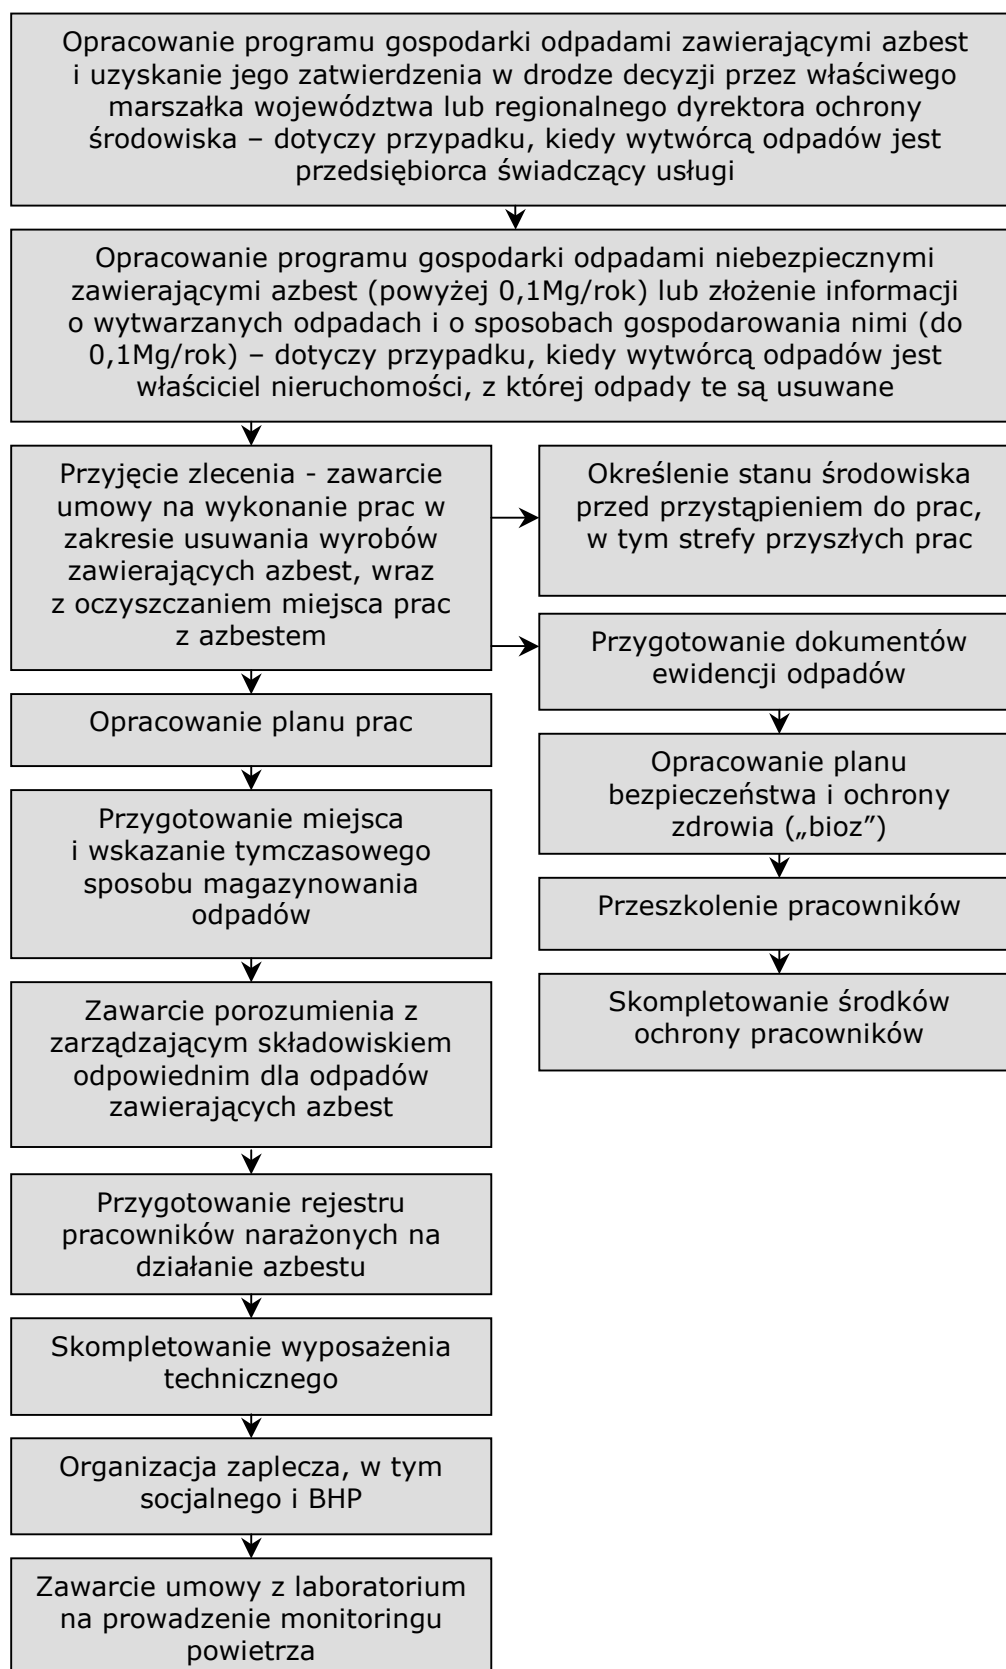 Opracowanie programu gospodarki odpadami zawierającymi azbest
i uzyskanie jego zatwierdzenia w drodze decyzji przez właściwego
marszałka województwa lub regionalnego dyrektora ochrony
środowiska – dotyczy przypadku, kiedy wytwórcą odpadów jest
przedsiębiorca świadczący usługi
Opracowanie programu gospodarki odpadami niebezpiecznymi
zawierającymi azbest (powyżej 0,1Mg/rok) lub złożenie informacji
o wytwarzanych odpadach i o sposobach gospodarowania nimi (do
0,1Mg/rok) – dotyczy przypadku, kiedy wytwórcą odpadów jest
właściciel nieruchomości, z której odpady te są usuwane
Przyjęcie zlecenia - zawarcie
umowy na wykonanie prac w
zakresie usuwania wyrobów
zawierających azbest, wraz
z oczyszczaniem miejsca prac
z azbestem
Określenie stanu środowiska
przed przystąpieniem do prac,
w tym strefy przyszłych prac
Przygotowanie dokumentów
ewidencji odpadów
Opracowanie planu
bezpieczeństwa i ochrony
zdrowia („bioz”)
Przeszkolenie pracowników
Skompletowanie środków
ochrony pracowników
Opracowanie planu prac
Przygotowanie miejsca
i wskazanie tymczasowego
sposobu magazynowania
odpadów
Zawarcie porozumienia z
zarządzającym składowiskiem
odpowiednim dla odpadów
zawierających azbest
Przygotowanie rejestru
pracowników narażonych na
działanie azbestu
Skompletowanie wyposażenia
technicznego
Organizacja zaplecza, w tym
socjalnego i BHP
Zawarcie umowy z laboratorium
na prowadzenie monitoringu
powietrza